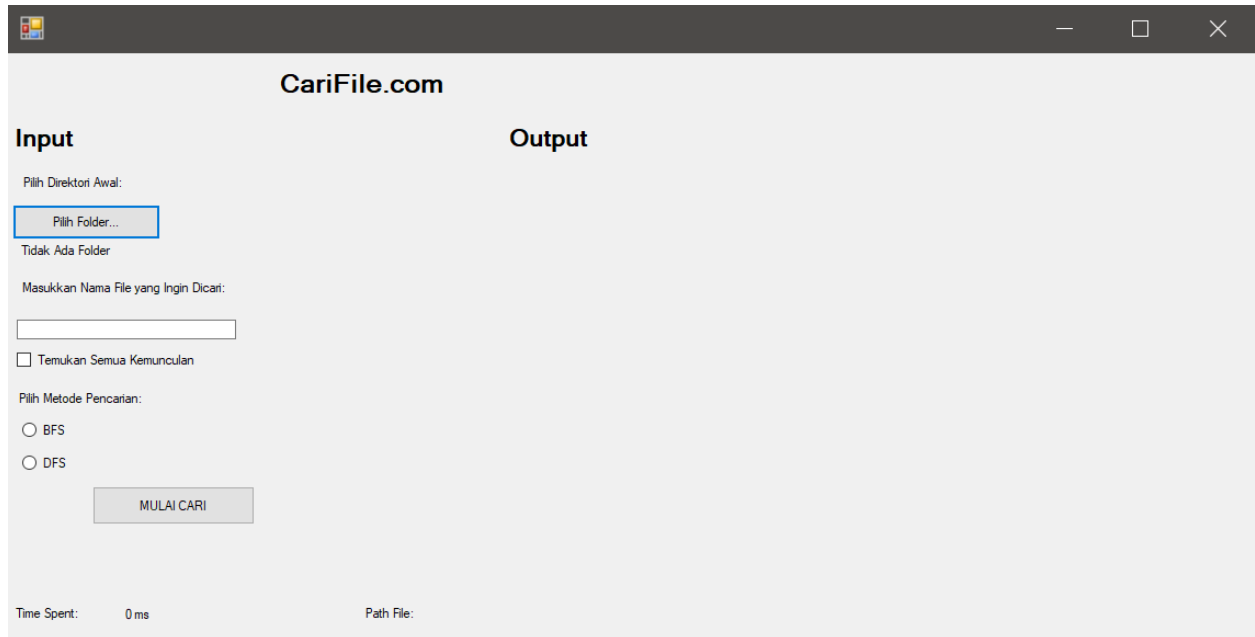 CariFile.com
Input Output
Pilih Direktori Awal:
Pilih Folder...
Tidak Ada Folder
Masukkan Nama File yang Ingin Dicari:
Temukan Semua Kemunculan
Pilih Metode Pencarian:
BFS
DFS
MULAI CARI
Time Spent: 0 ms Path File: